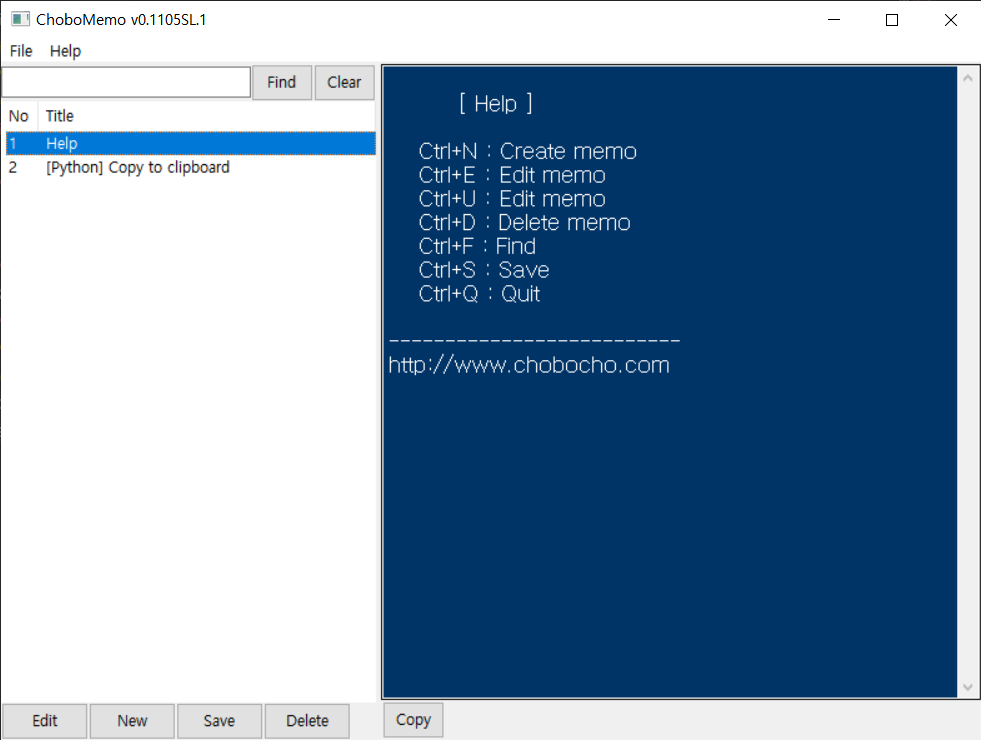 ChoboMemo v0.1105SL.1
File Help
Find Clear
No Title
1 Help
2 [Python] Copy to clipboard
[ Help ]
Ctrl+N : Create memo
Ctrl+E : Edit memo
Ctrl+U : Edit memo
Ctrl+D : Delete memo
Ctrl+F : Find
Ctrl+S : Save
Ctrl+Q : Quit
--------------------------
http://www.chobocho.com
Edit New Save Delete Copy